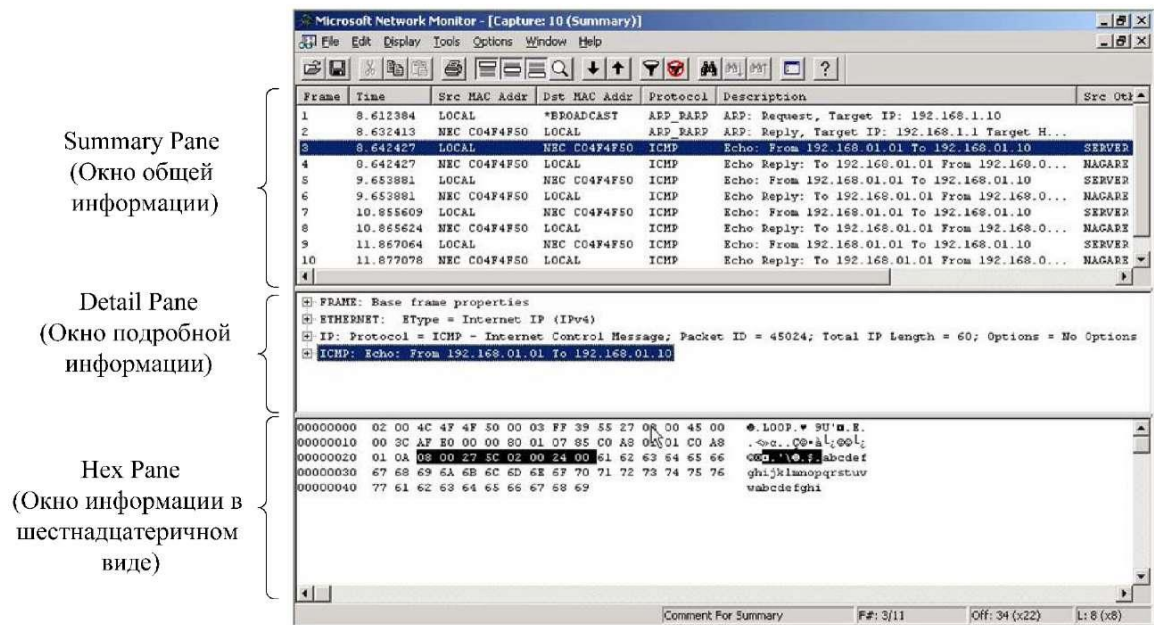 Microsoft Network Monitor - [Capture: 10 (Summary)]
File Edit Display Tools Options Window Help
Frame Time Src MAC Addr Dst MAC Addr Protocol Description Src Oth
1 8.612384 LOCAL *BROADCAST ARP_RARP ARP: Request, Target IP: 192.168.1.10
2 8.632413 NEC C04F4F50 LOCAL ARP_RARP ARP: Reply, Target IP: 192.168.1.1 Target H...
3 8.642427 LOCAL NEC C04F4F50 ICMP Echo: From 192.168.01.01 To 192.168.01.10 SERVER
4 8.642427 NEC C04F4F50 LOCAL ICMP Echo Reply: To 192.168.01.01 From 192.168.0... NAGARE
5 9.653881 LOCAL NEC C04F4F50 ICMP Echo: From 192.168.01.01 To 192.168.01.10 SERVER
6 9.653881 NEC C04F4F50 LOCAL ICMP Echo Reply: To 192.168.01.01 From 192.168.0... NAGARE
7 10.855609 LOCAL NEC C04F4F50 ICMP Echo: From 192.168.01.01 To 192.168.01.10 SERVER
8 10.865624 NEC C04F4F50 LOCAL ICMP Echo Reply: To 192.168.01.01 From 192.168.0... NAGARE
9 11.867064 LOCAL NEC C04F4F50 ICMP Echo: From 192.168.01.01 To 192.168.01.10 SERVER
10 11.877078 NEC C04F4F50 LOCAL ICMP Echo Reply: To 192.168.01.01 From 192.168.0... NAGARE
Summary Pane
(Окно общей
информации)
FRAME: Base frame properties
ETHERNET: EType = Internet IP (IPv4)
IP: Protocol = ICMP - Internet Control Message; Packet ID = 45024; Total IP Length = 60; Options = No Options
ICMP: Echo: From 192.168.01.01 To 192.168.01.10
Detail Pane
(Окно подробной
информации)
00000000 02 00 4C 4F 4F 50 00 03 FF 39 55 27 00 45 00 .LOOP. 9U' .E.
00000010 00 3C AF E0 00 00 80 01 07 85 C0 A8 01 C0 A8
00000020 01 0A 08 00 27 5C 02 00 24 00 61 62 63 64 65 66 abcdef
00000030 67 68 69 6A 6B 6C 6D 6E 6F 70 71 72 73 74 75 76 ghijklmnopqrstuv
00000040 77 61 62 63 64 65 66 67 68 69 wabcdefghi
Hex Pane
(Окно информации в
шестнадцатеричном
виде)
Comment For Summary F#: 3/11 Off: 34 (x22) L: 8 (x8)